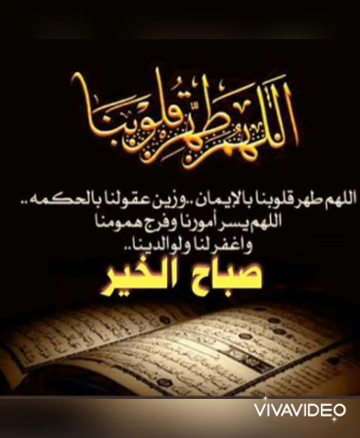 اللهم طهر قلوبنا
اللهم طهر قلوبنا بالإيمان ..وزين عقولنا بالحكمه ..
اللهم يسر أمورنا وفرج همومنا
واغفر لنا ولوالدينا..
صباح الخير
VIVAVIDEO